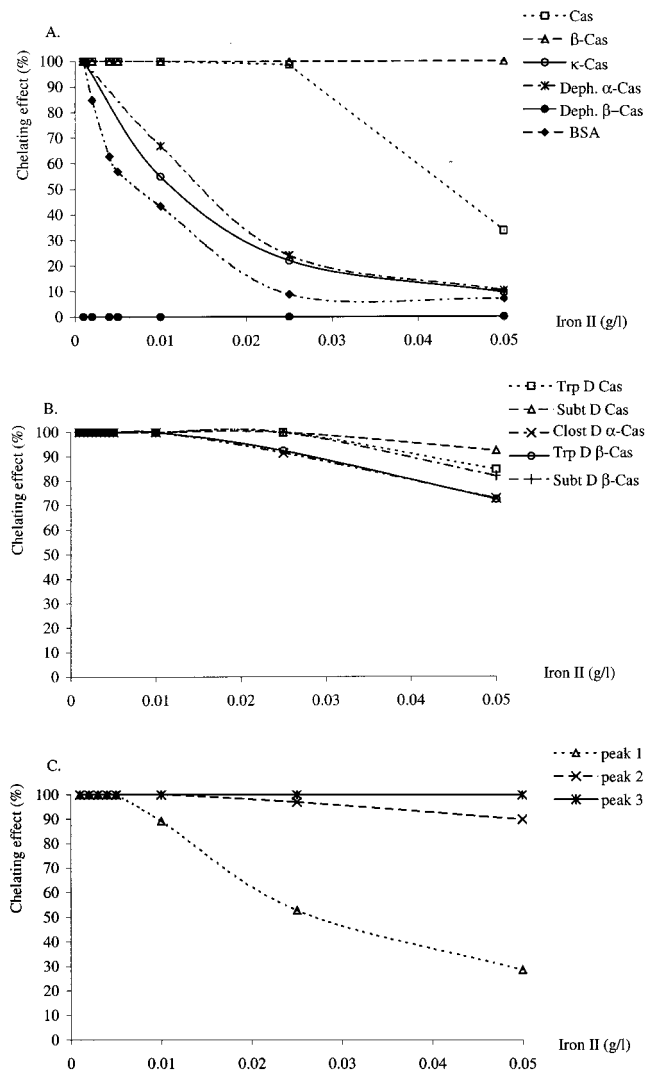 A.
Cas
β-Cas
κ-Cas
Deph. α-Cas
Deph. β-Cas
BSA
Chelating effect (%)
100
90
80
70
60
50
40
30
20
10
0
0
0.01
0.02
0.03
0.04
0.05
Iron II (g/l)
B.
Trp D Cas
Subt D Cas
Clost D α-Cas
Trp D β-Cas
Subt D β-Cas
Chelating effect (%)
100
90
80
70
60
50
40
30
20
10
0
0
0.01
0.02
0.03
0.04
0.05
Iron II (g/l)
C.
peak 1
peak 2
peak 3
Chelating effect (%)
100
90
80
70
60
50
40
30
20
10
0
0
0.01
0.02
0.03
0.04
0.05
Iron II (g/l)